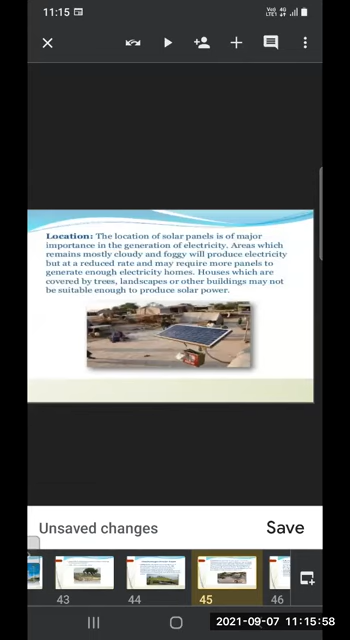 11:15
Location: The location of solar panels is of major
importance in the generation of electricity. Areas which
remains mostly cloudy and foggy will produce electricity
but at a reduced rate and may require more panels to
generate enough electricity homes. Houses which are
covered by trees, landscapes or other buildings may not
be suitable enough to produce solar power.
Unsaved changes
Save
43
44
45
46
2021-09-07 11:15:58